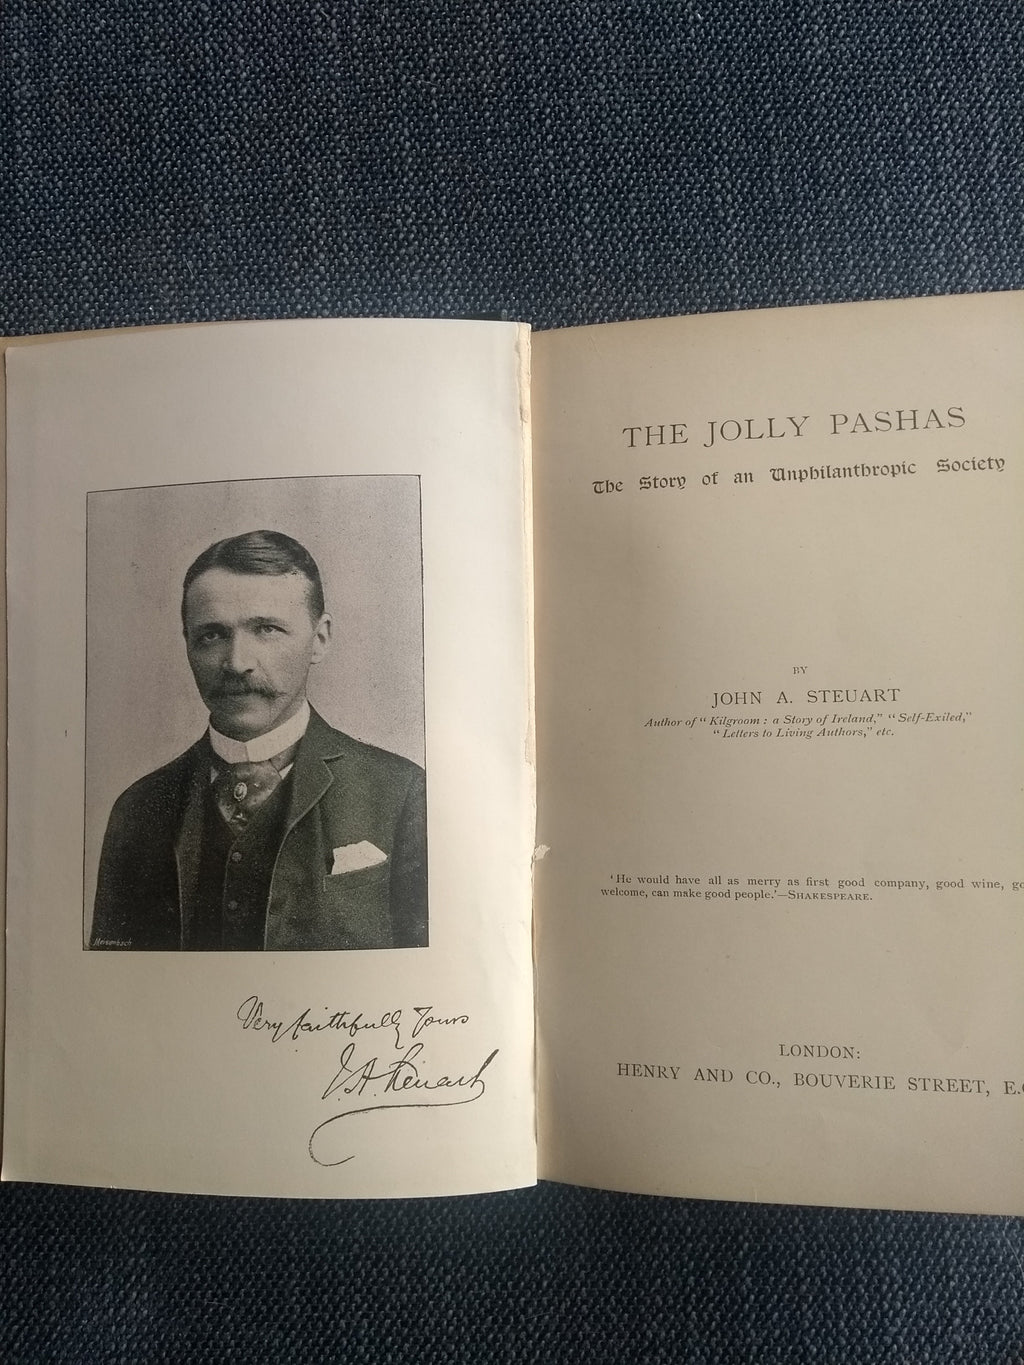 Meisenbach
Very faithfully Yours
J. A. Steuart
THE JOLLY PASHAS
The Story of an Unphilanthropic Society
BY
JOHN A. STEUART
Author of “Kilgroom: a Story of Ireland,” “Self-Exiled,”
“Letters to Living Authors,” etc.
‘He would have all as merry as first good company, good wine, go
welcome, can make good people.’—SHAKESPEARE.
LONDON:
HENRY AND CO., BOUVERIE STREET, E.C